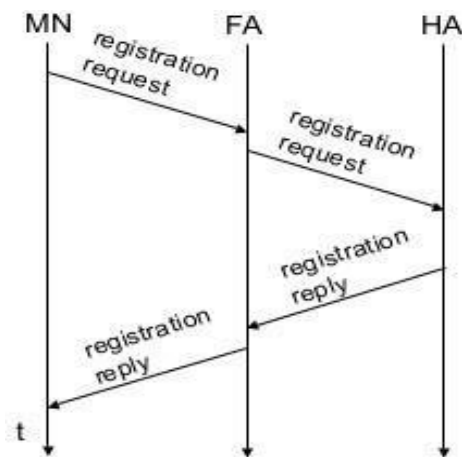 MN FA HA
registration
request
registration
request
registration
reply
registration
reply
t